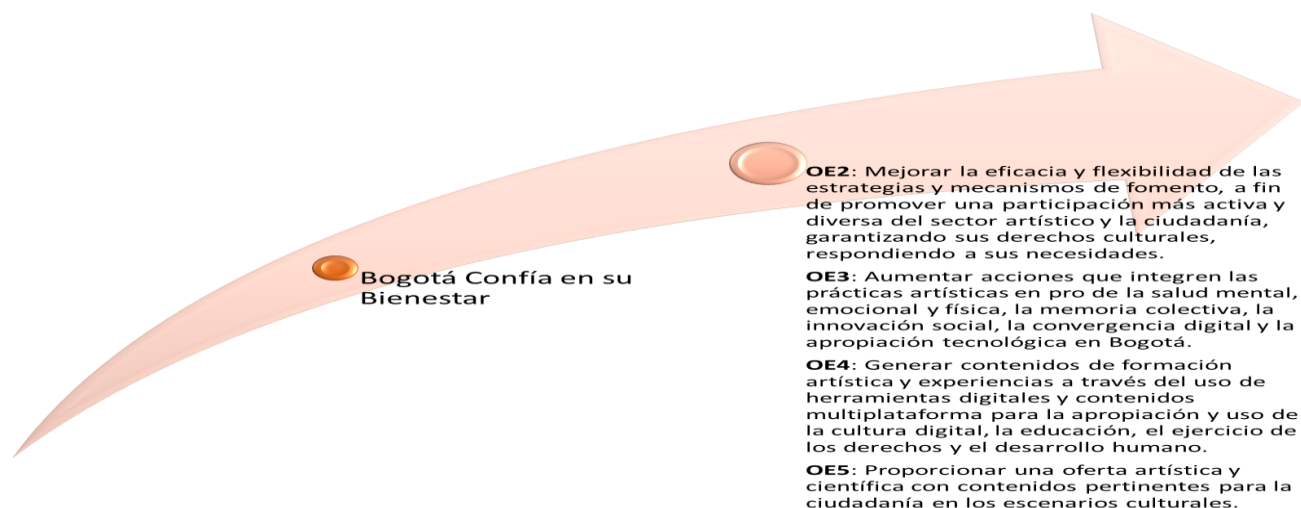 Bogotá Confía en su
Bienestar
OE2: Mejorar la eficacia y flexibilidad de las
estrategias y mecanismos de fomento, a fin
de promover una participación más activa y
diversa del sector artístico y la ciudadanía,
garantizando sus derechos culturales,
respondiendo a sus necesidades.
OE3: Aumentar acciones que integren las
prácticas artísticas en pro de la salud mental,
emocional y física, la memoria colectiva, la
innovación social, la convergencia digital y la
apropiación tecnológica en Bogotá.
OE4: Generar contenidos de formación
artística y experiencias a través del uso de
herramientas digitales y contenidos
multiplataforma para la apropiación y uso de
la cultura digital, la educación, el ejercicio de
los derechos y el desarrollo humano.
OE5: Proporcionar una oferta artística y
científica con contenidos pertinentes para la
ciudadanía en los escenarios culturales.